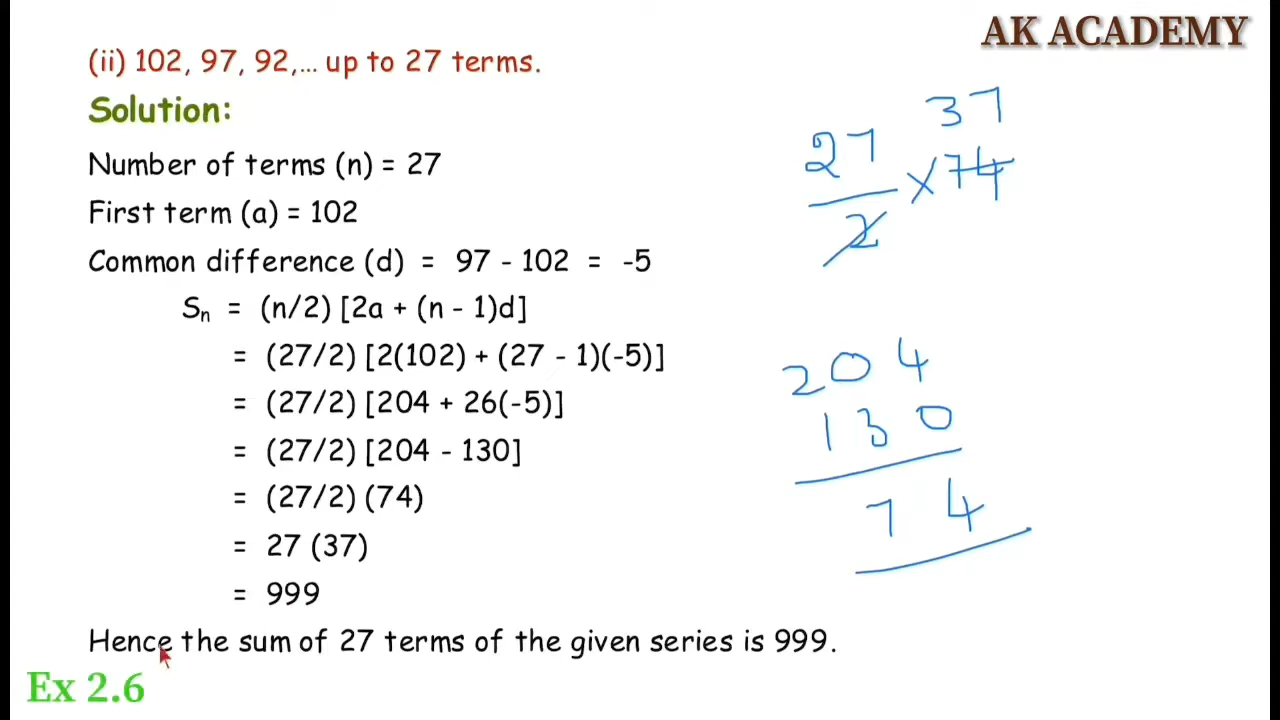 AK ACADEMY
(ii) 102, 97, 92,... up to 27 terms.
Solution:
Number of terms (n) = 27
First term (a) = 102
Common difference (d) = 97 - 102 = -5
Sn = (n/2) [2a + (n - 1)d]
= (27/2) [2(102) + (27 - 1)(-5)]
= (27/2) [204 + 26(-5)]
= (27/2) [204 - 130]
= (27/2) (74)
= 27 (37)
= 999
Hence the sum of 27 terms of the given series is 999.
Ex 2.6
37
27 × 74
2
204
130
74